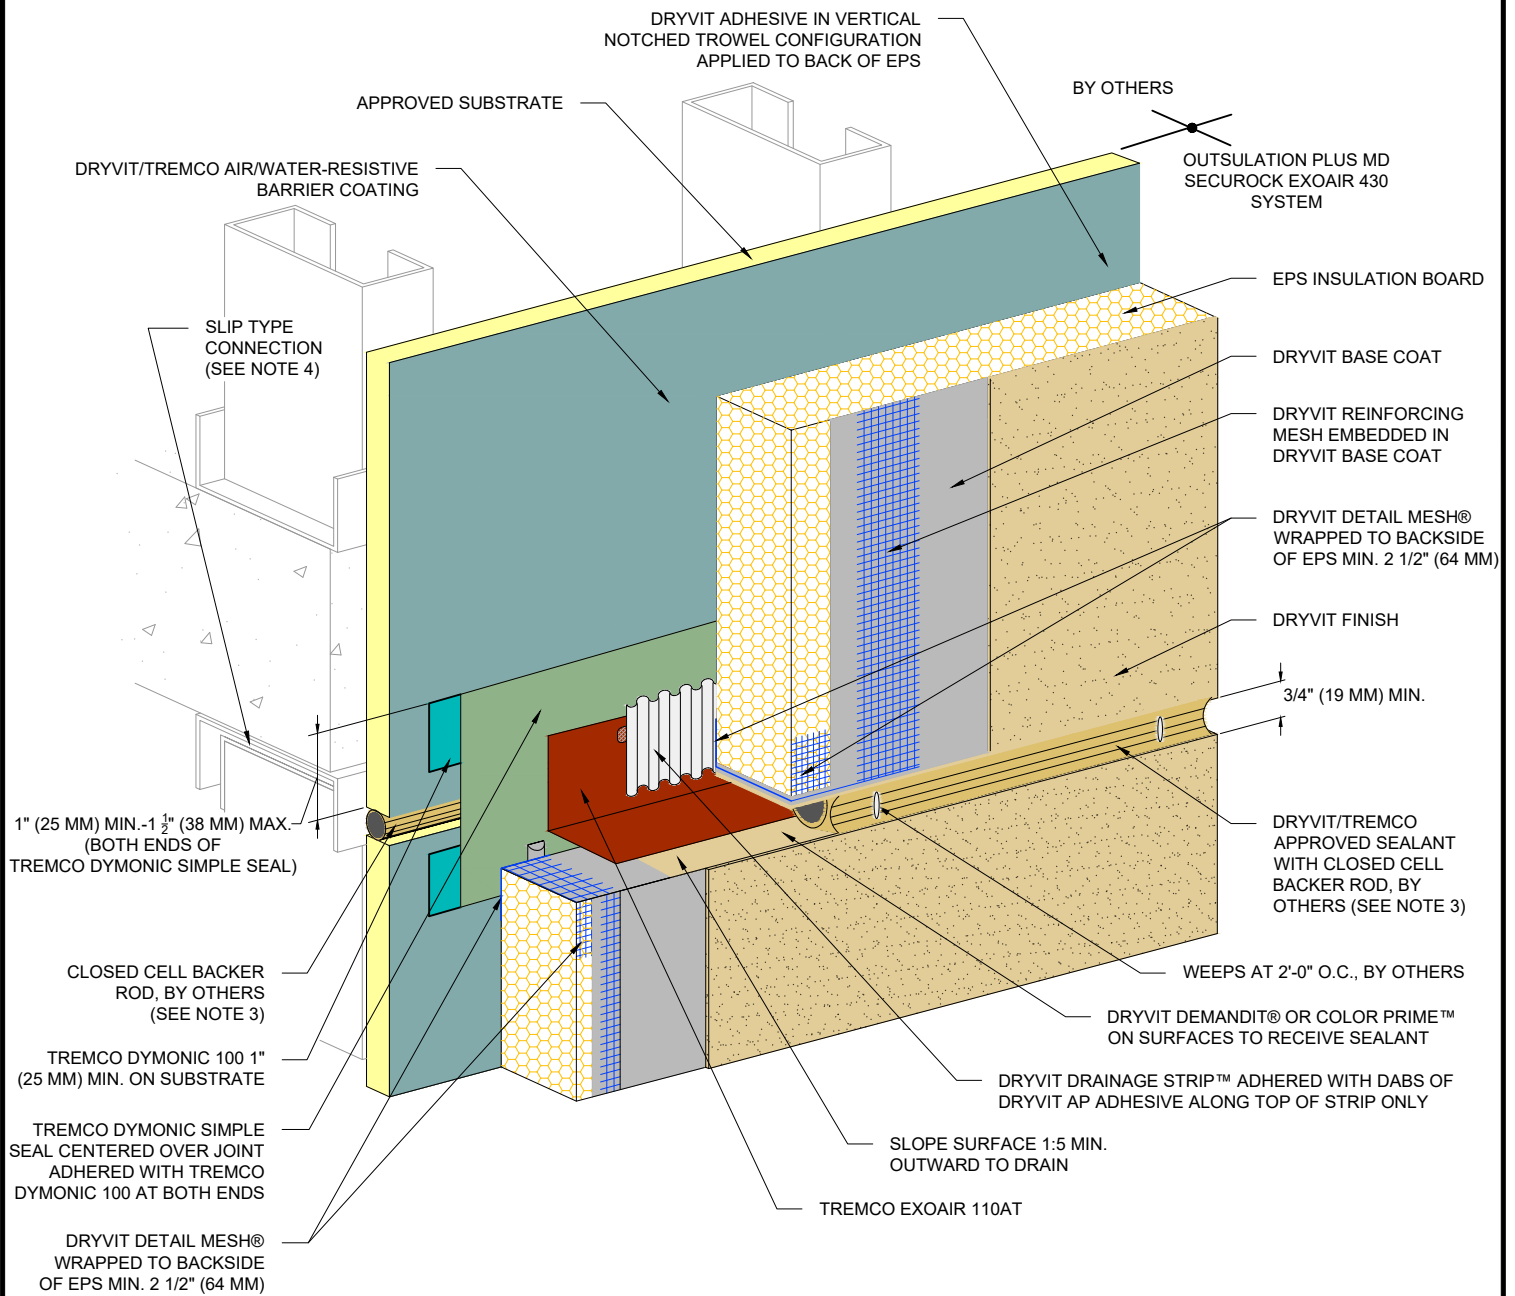 DRYVIT ADHESIVE IN VERTICAL
NOTCHED TROWEL CONFIGURATION
APPLIED TO BACK OF EPS
BY OTHERS
APPROVED SUBSTRATE
OUTSULATION PLUS MD
SECUROCK EXOAIR 430
SYSTEM
DRYVIT/TREMCO AIR/WATER-RESISTIVE
BARRIER COATING
EPS INSULATION BOARD
SLIP TYPE
CONNECTION
(SEE NOTE 4)
DRYVIT BASE COAT
DRYVIT REINFORCING
MESH EMBEDDED IN
DRYVIT BASE COAT
DRYVIT DETAIL MESH®
WRAPPED TO BACKSIDE
OF EPS MIN. 2 1/2" (64 MM)
DRYVIT FINISH
3/4" (19 MM) MIN.
1" (25 MM) MIN.-1 1/2" (38 MM) MAX.
(BOTH ENDS OF
TREMCO DYMONIC SIMPLE SEAL)
DRYVIT/TREMCO
APPROVED SEALANT
WITH CLOSED CELL
BACKER ROD, BY
OTHERS (SEE NOTE 3)
CLOSED CELL BACKER
ROD, BY OTHERS
(SEE NOTE 3)
WEEPS AT 2'-0" O.C., BY OTHERS
DRYVIT DEMANDIT® OR COLOR PRIME™
ON SURFACES TO RECEIVE SEALANT
TREMCO DYMONIC 100 1"
(25 MM) MIN. ON SUBSTRATE
DRYVIT DRAINAGE STRIP™ ADHERED WITH DABS OF
DRYVIT AP ADHESIVE ALONG TOP OF STRIP ONLY
TREMCO DYMONIC SIMPLE
SEAL CENTERED OVER JOINT
ADHERED WITH TREMCO
DYMONIC 100 AT BOTH ENDS
SLOPE SURFACE 1:5 MIN.
OUTWARD TO DRAIN
TREMCO EXOAIR 110AT
DRYVIT DETAIL MESH®
WRAPPED TO BACKSIDE
OF EPS MIN. 2 1/2" (64 MM)